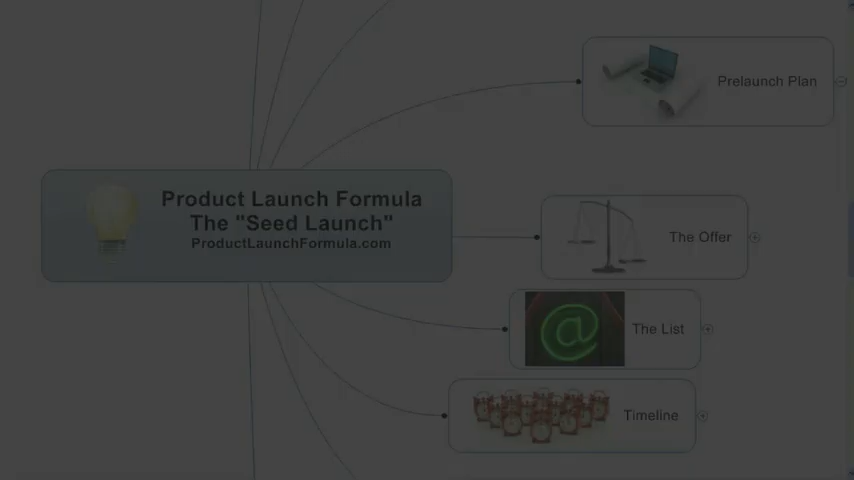 Prelaunch Plan
Product Launch Formula
The "Seed Launch"
ProductLaunchFormula.com
The Offer
The List
Timeline